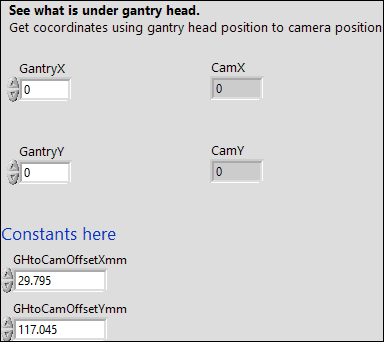 See what is under gantry head.
Get cocordinates using gantry head position to camera position
GantryX CamX
0 0
GantryY CamY
0 0
Constants here
GHtoCamOffsetXmm
29.795
GHtoCamOffsetYmm
117.045